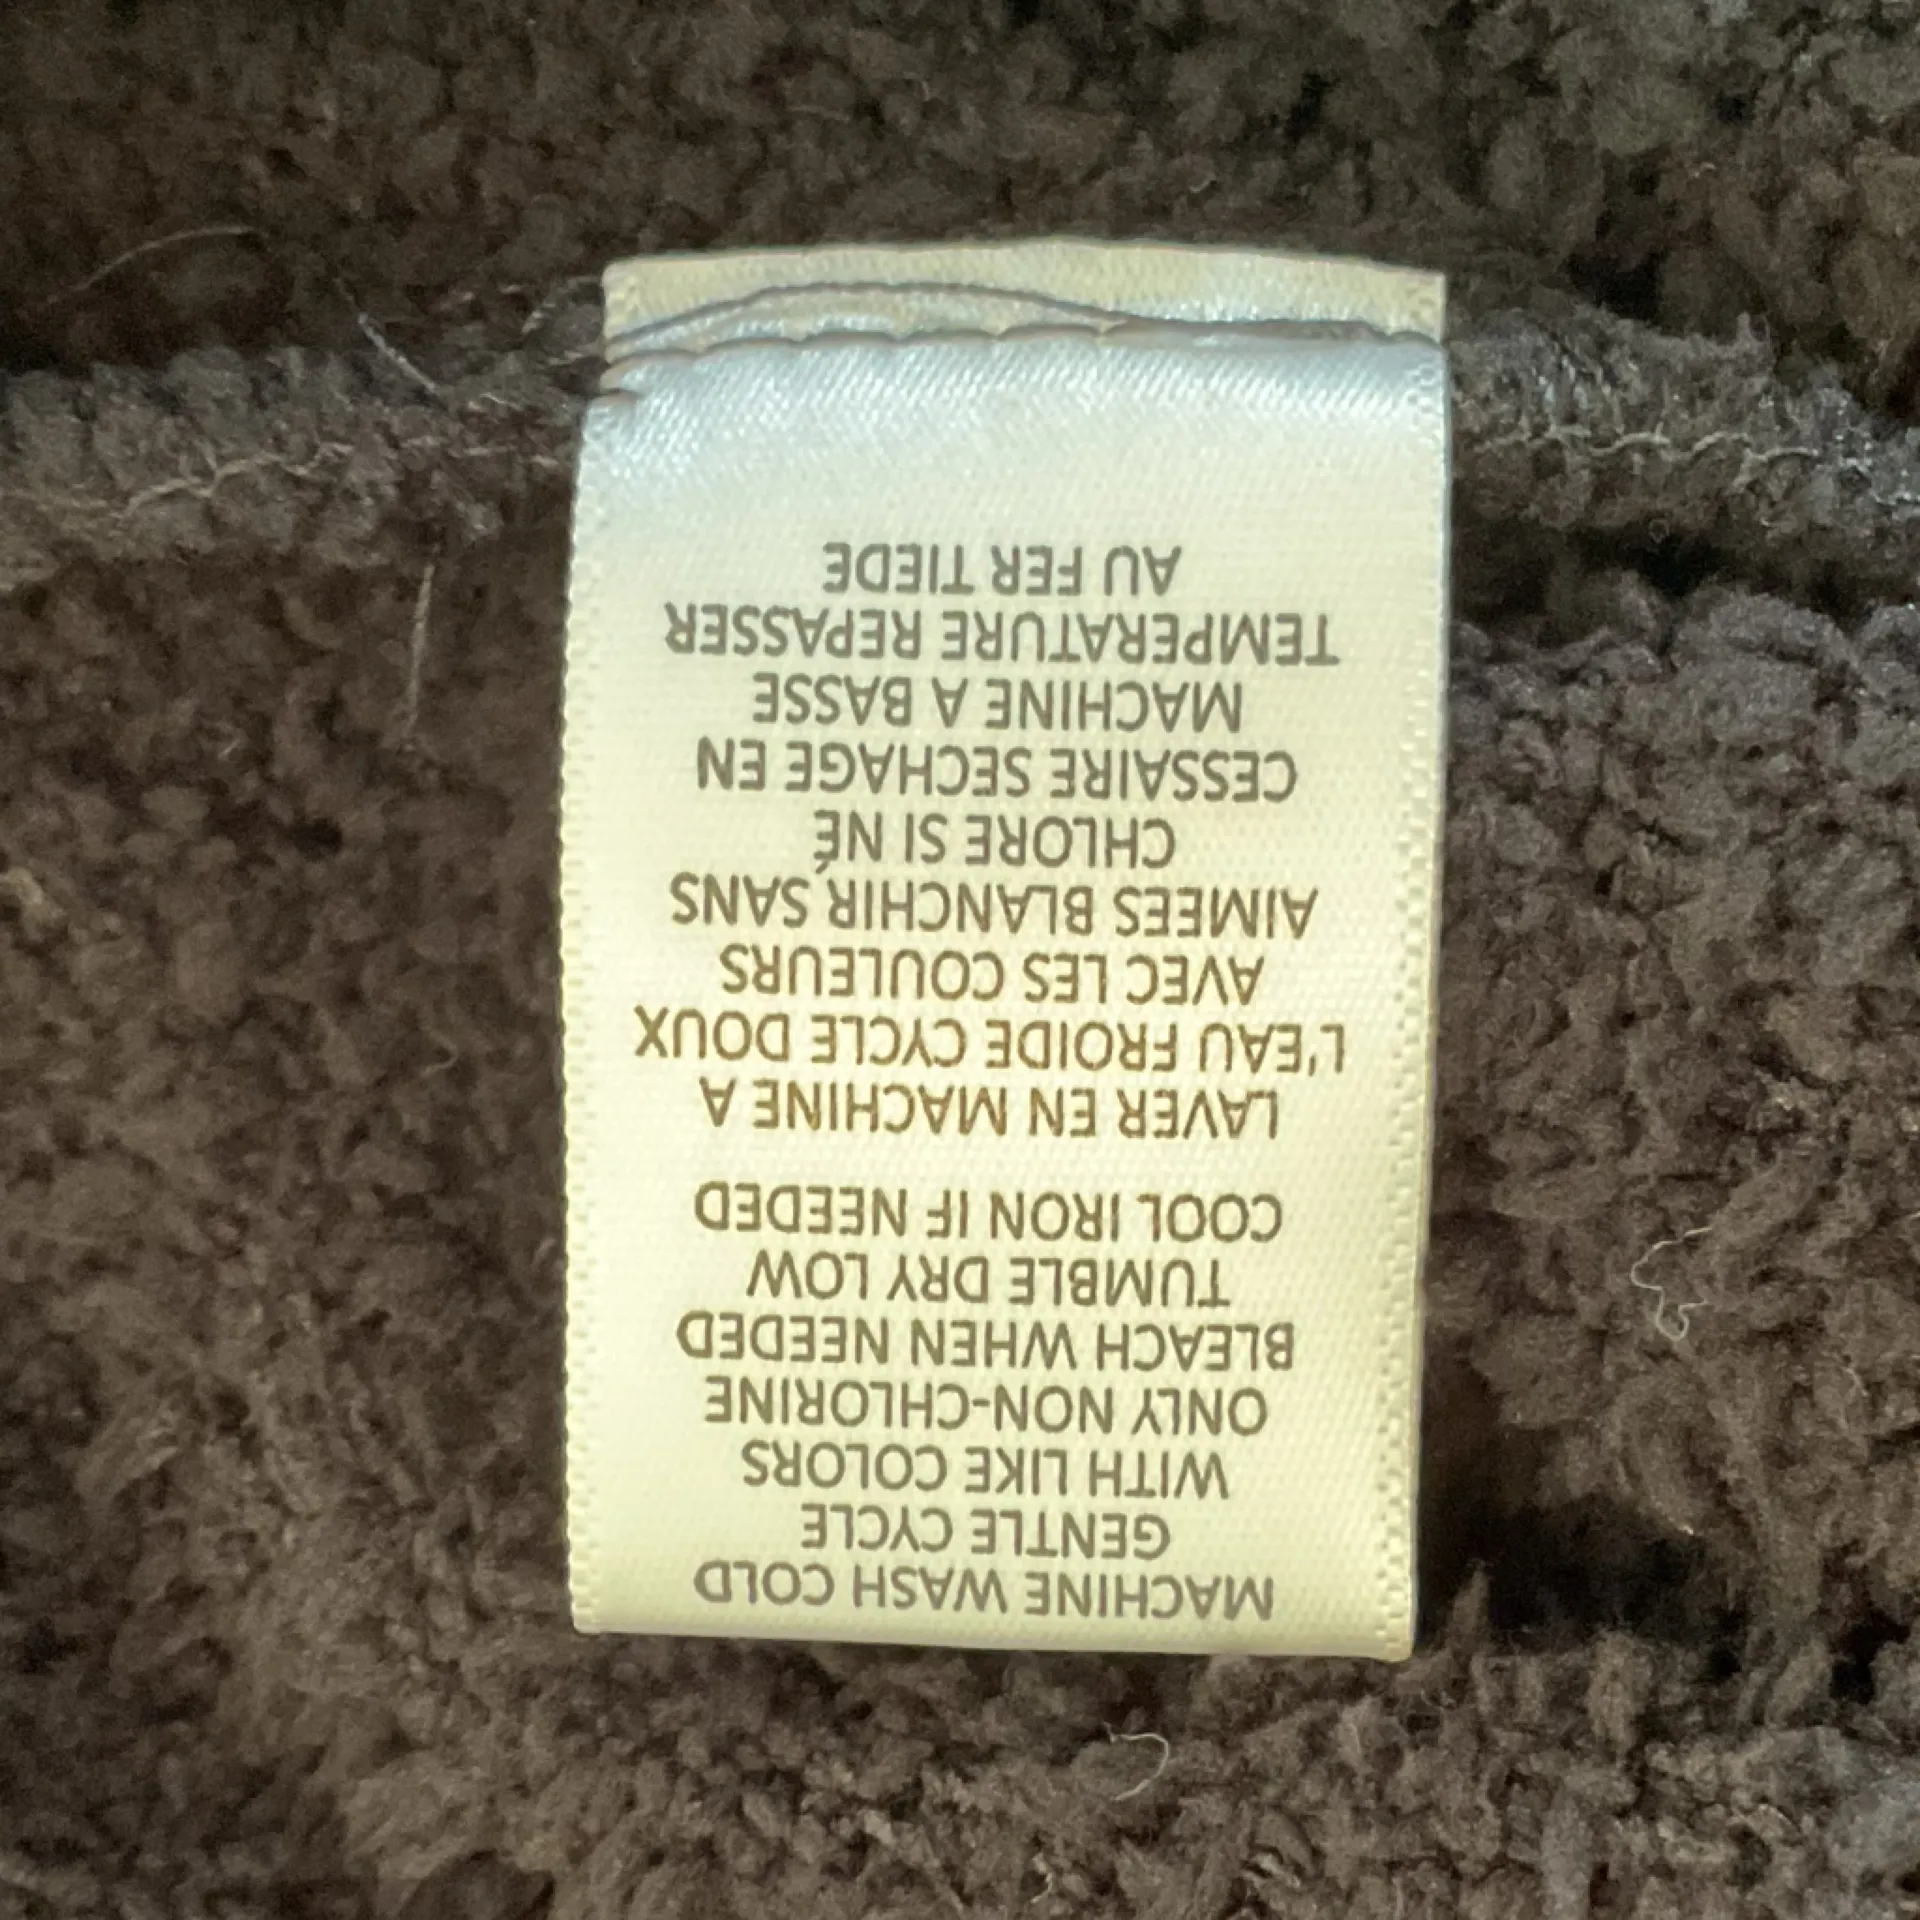 MACHINE WASH COLD
GENTLE CYCLE
WITH LIKE COLORS
ONLY NON-CHLORINE
BLEACH WHEN NEEDED
TUMBLE DRY LOW
COOL IRON IF NEEDED
LAVER EN MACHINE A
L'EAU FROIDE CYCLE DOUX
AVEC LES COULEURS
AIMEES BLANCHIR SANS
CHLORE SI NÉ
CESSAIRE SECHAGE EN
MACHINE A BASSE
TEMPERATURE REPASSER
AU FER TIEDE